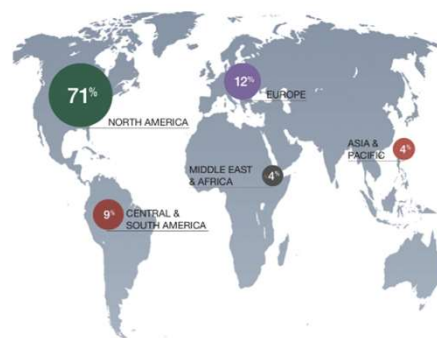 71%
NORTH AMERICA
12%
EUROPE
ASIA &
PACIFIC
4%
MIDDLE EAST
& AFRICA
4%
9%
CENTRAL &
SOUTH AMERICA